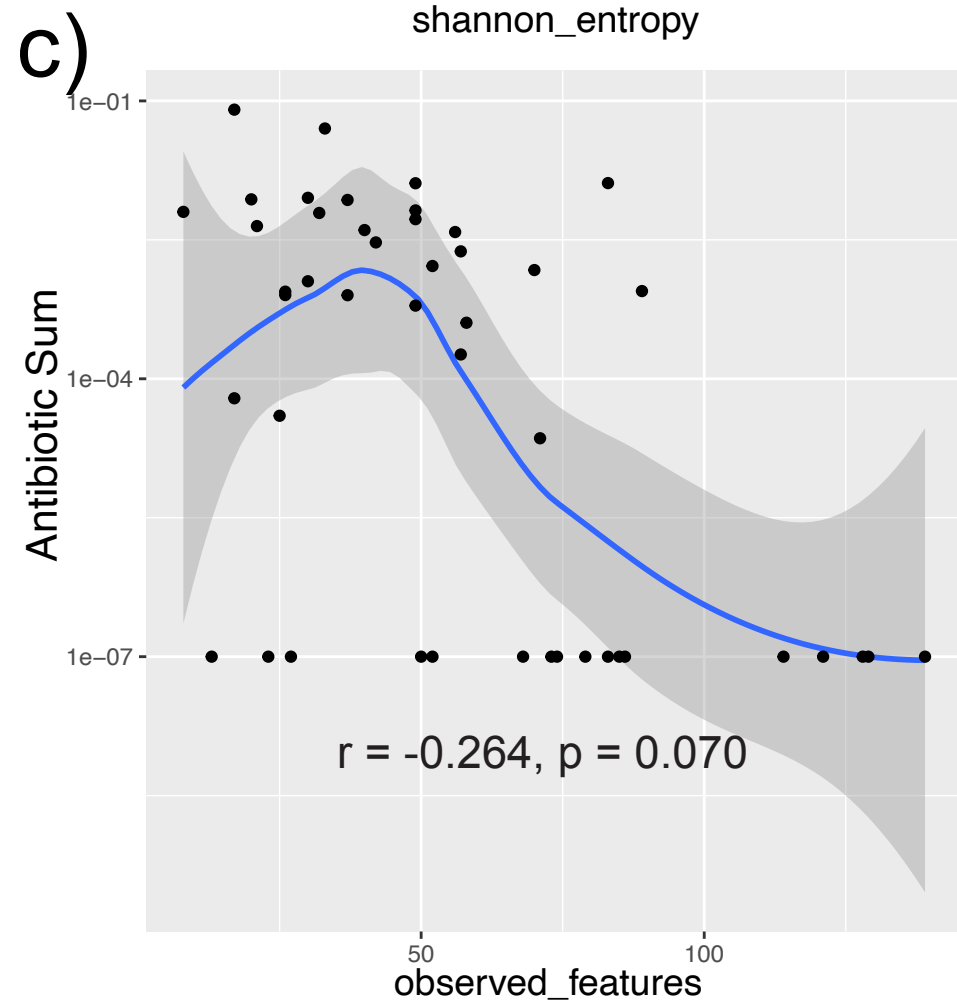 shannon_entropy
c)
1e−01
1e−04
1e−07
Antibiotic Sum
r = -0.264, p = 0.070
50
100
observed_features